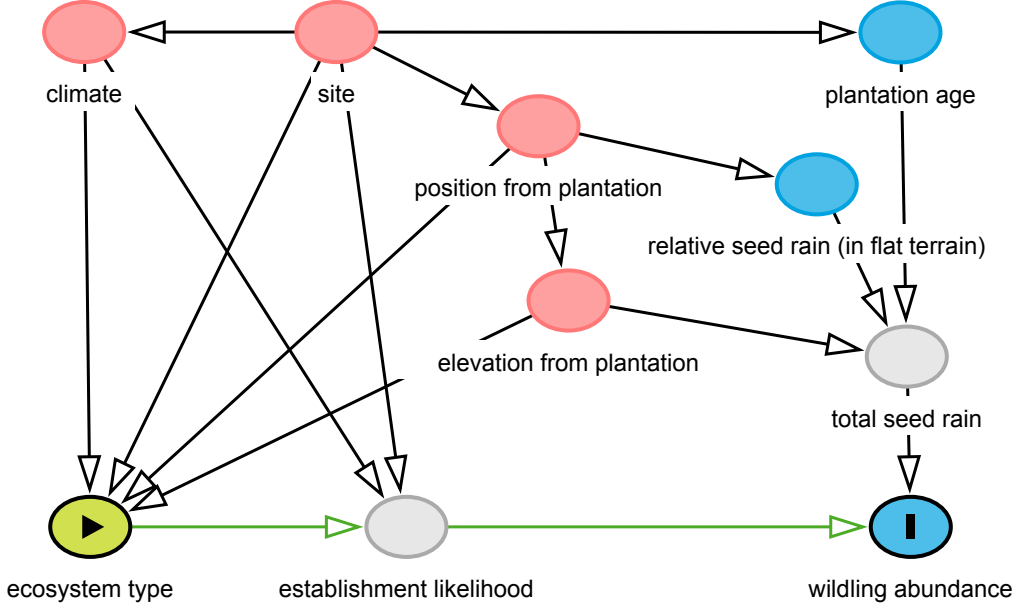 climate
site
plantation age
position from plantation
relative seed rain (in flat terrain)
elevation from plantation
total seed rain
ecosystem type
establishment likelihood
wildling abundance